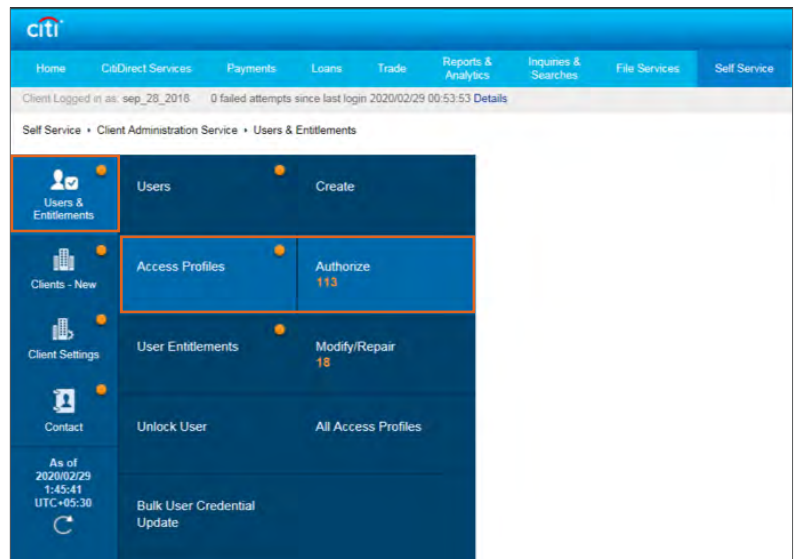 citi
Home CitiDirect Services Payments Loans Trade Reports & Analytics Inquiries & Searches File Services Self Service
Client Logged in as: sep_28_2018 0 failed attempts since last login 2020/02/29 00:53:53 Details
Self Service • Client Administration Service • Users & Entitlements
Users &
Entitlements
Users
Create
Clients - New
Access Profiles
Authorize
113
Client Settings
User Entitlements
Modify/Repair
18
Contact
Unlock User
All Access Profiles
As of
2020/02/29
1:45:41
UTC+05:30
Bulk User Credential
Update